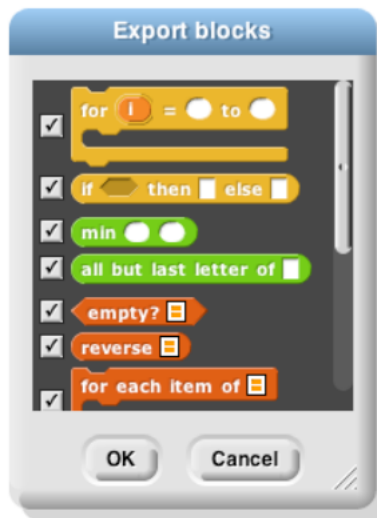 Export blocks
for i = to
if then else
min
all but last letter of
empty?
reverse
for each item of
OK Cancel